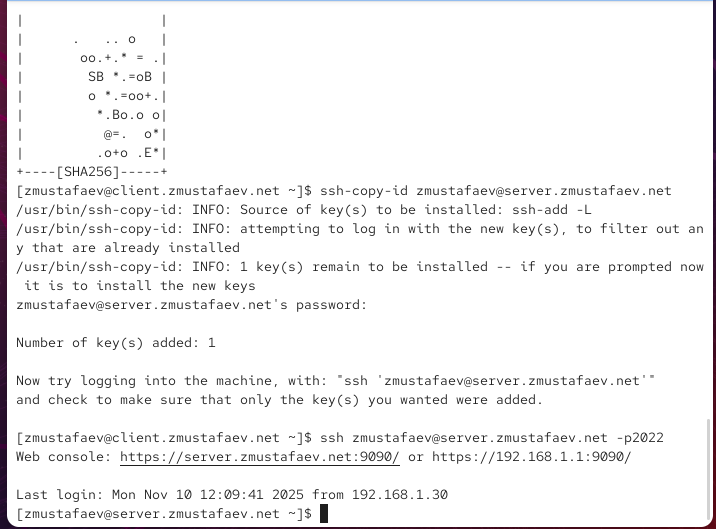 |                 |
|      .   .. o   |
|       oo.+.* = .|
|        SB *.=oB |
|        o *.=oo+.|
|         *.Bo.o o|
|          @=.  o*|
|         .o+o .E*|
+----[SHA256]-----+
[zmustafaev@client.zmustafaev.net ~]$ ssh-copy-id zmustafaev@server.zmustafaev.net
/usr/bin/ssh-copy-id: INFO: Source of key(s) to be installed: ssh-add -L
/usr/bin/ssh-copy-id: INFO: attempting to log in with the new key(s), to filter out an
y that are already installed
/usr/bin/ssh-copy-id: INFO: 1 key(s) remain to be installed -- if you are prompted now
 it is to install the new keys
zmustafaev@server.zmustafaev.net's password:

Number of key(s) added: 1

Now try logging into the machine, with: "ssh 'zmustafaev@server.zmustafaev.net'"
and check to make sure that only the key(s) you wanted were added.

[zmustafaev@client.zmustafaev.net ~]$ ssh zmustafaev@server.zmustafaev.net -p2022
Web console: https://server.zmustafaev.net:9090/ or https://192.168.1.1:9090/

Last login: Mon Nov 10 12:09:41 2025 from 192.168.1.30
[zmustafaev@server.zmustafaev.net ~]$